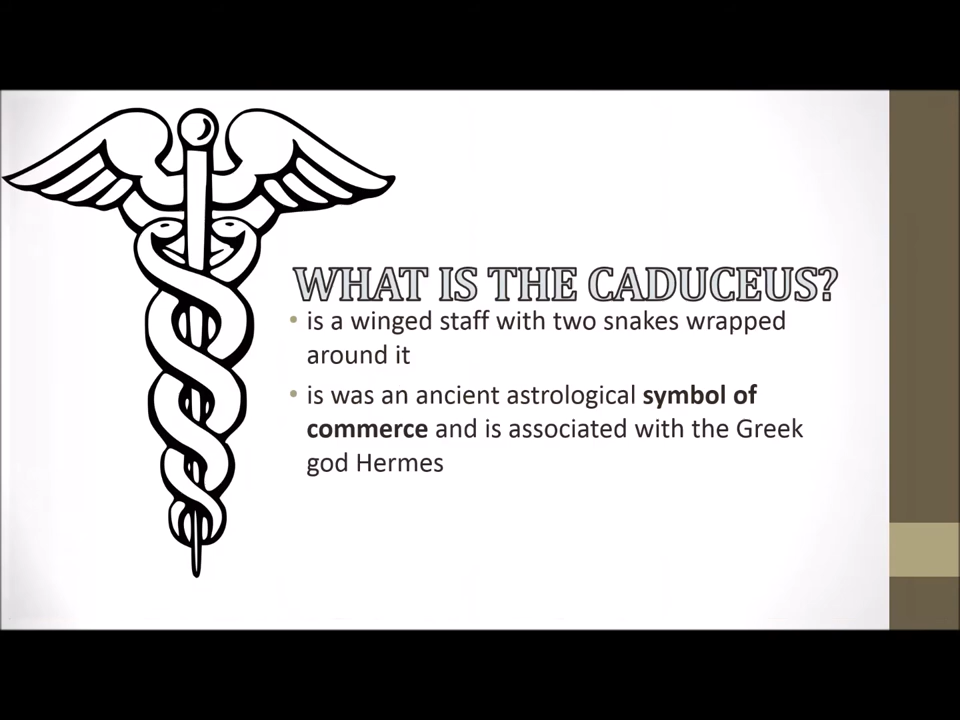 WHAT IS THE CADUCEUS?
• is a winged staff with two snakes wrapped
around it
• is was an ancient astrological symbol of
commerce and is associated with the Greek
god Hermes